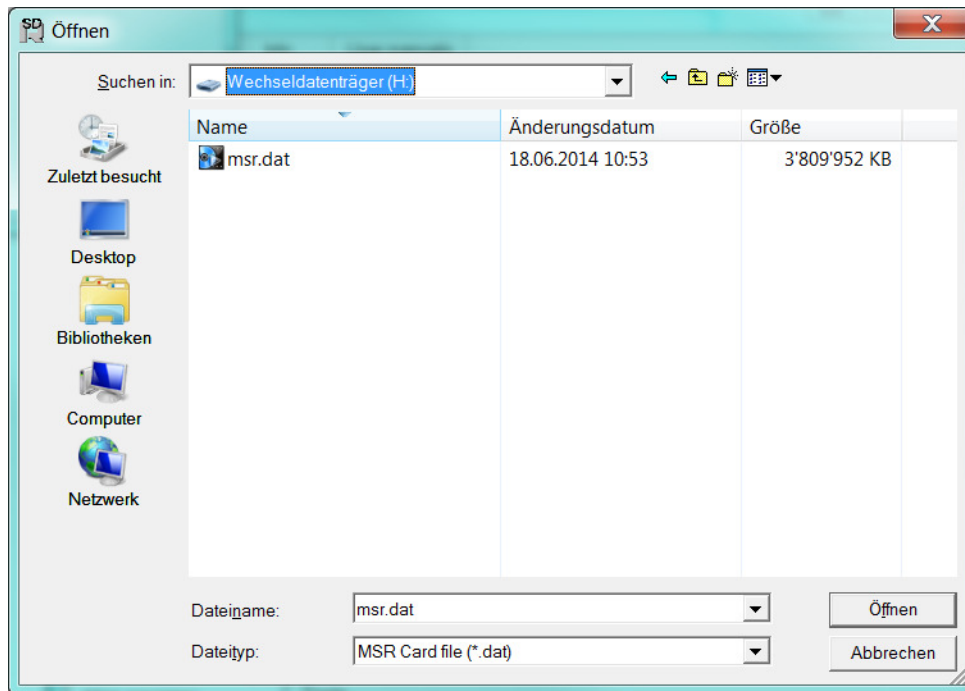 SD Öffnen
Suchen in: Wechseldatenträger (H:)
Name Änderungsdatum Größe
msr.dat 18.06.2014 10:53 3'809'952 KB
Zuletzt besucht
Desktop
Bibliotheken
Computer
Netzwerk
Dateiname: msr.dat Öffnen
Dateityp: MSR Card file (*.dat) Abbrechen